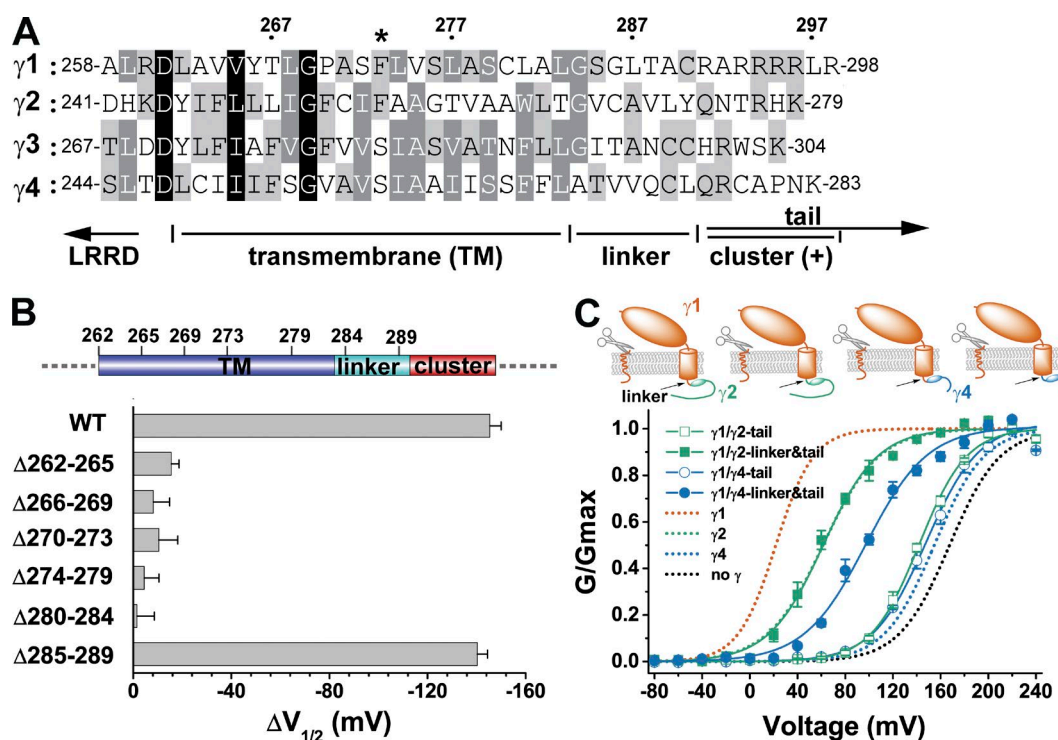 A
267 * 277 287 297
γ1 : 258-ALRDLAVVYTLGPASFLVSLASCLALGSGLTACRARRRRLR-298
γ2 : 241-DHKDYIFLLLIGFCIFAAGTVAAWLTGVCAVLYQNTRHK-279
γ3 : 267-TLDDYLFIAFVGFVVSIASVATNFLLGITANCCHRWSK-304
γ4 : 244-SLTDLCIIIFSGVAVSIAAIISSFFLATVVQCLQRCAPNK-283
tail
LRRD transmembrane (TM) linker cluster (+)
B
262 265 269 273 279 284 289
TM linker cluster
WT
Δ262-265
Δ266-269
Δ270-273
Δ274-279
Δ280-284
Δ285-289
0 -40 -80 -120 -160
ΔV1/2 (mV)
C
γ1
linker γ2 γ4
γ1/γ2-tail
γ1/γ2-linker&tail
γ1/γ4-tail
γ1/γ4-linker&tail
γ1
γ2
γ4
no γ
G/Gmax
1.0
0.8
0.6
0.4
0.2
0.0
-80 -40 0 40 80 120 160 200 240
Voltage (mV)